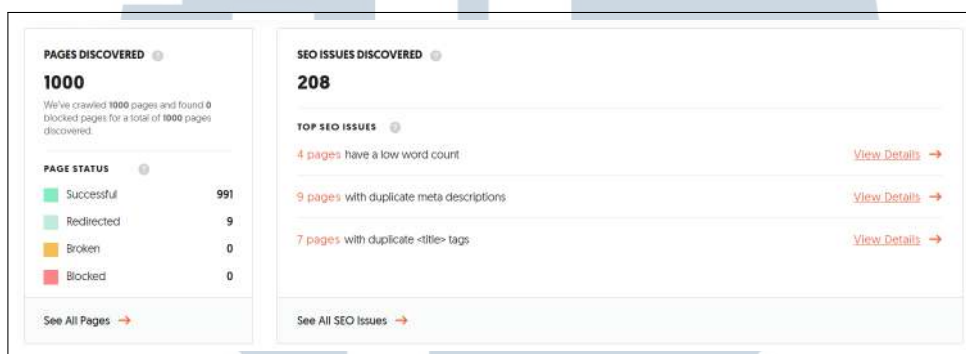 PAGES DISCOVERED ?
1000
We've crawled 1000 pages and found 0
blocked pages for a total of 1000 pages
discovered.
PAGE STATUS ?
Successful 991
Redirected 9
Broken 0
Blocked 0
See All Pages →
SEO ISSUES DISCOVERED ?
208
TOP SEO ISSUES ?
4 pages have a low word count View Details →
9 pages with duplicate meta descriptions View Details →
7 pages with duplicate <title> tags View Details →
See All SEO Issues →